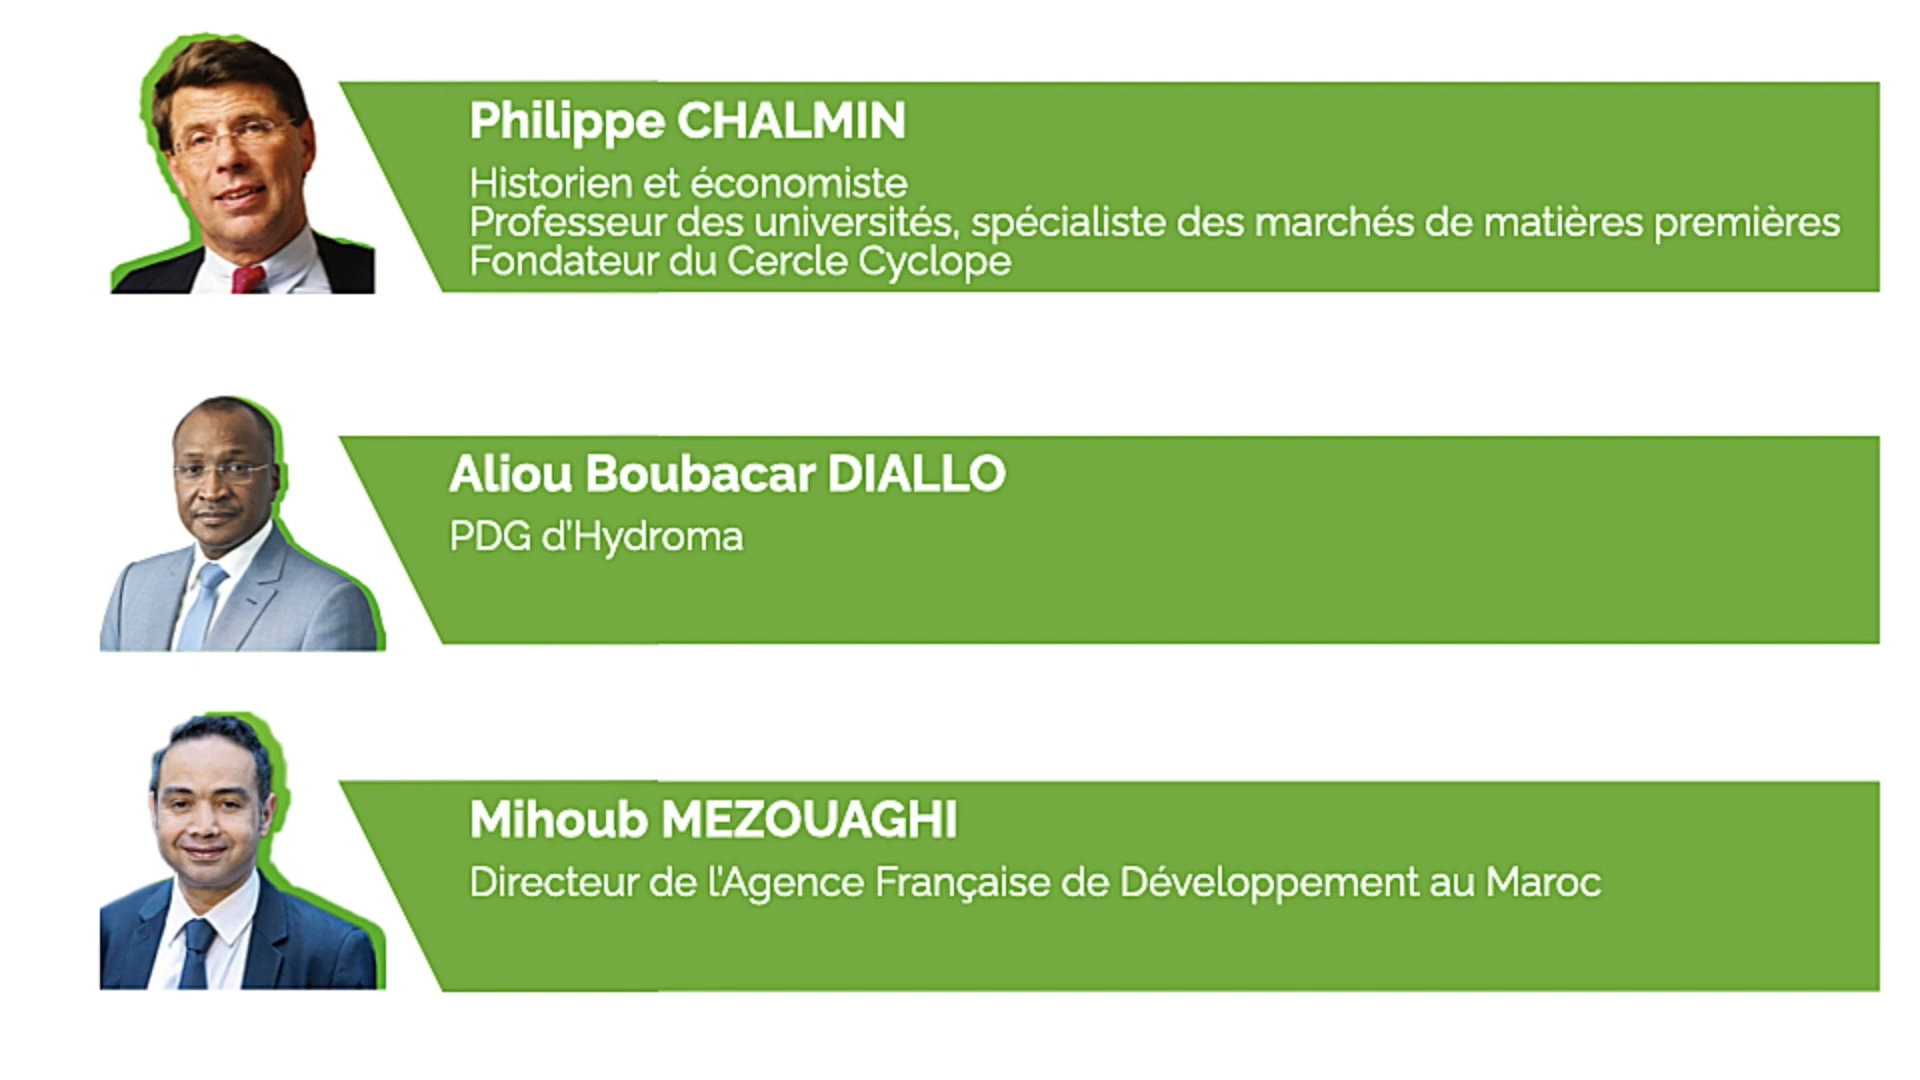 Philippe CHALMIN
Historien et économiste
Professeur des universités, spécialiste des marchés de matières premières
Fondateur du Cercle Cyclope
Aliou Boubacar DIALLO
PDG d'Hydroma
Mihoub MEZOUAGHI
Directeur de l'Agence Française de Développement au Maroc